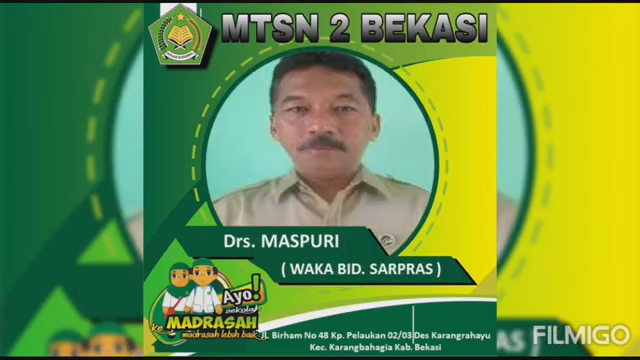 MTSN 2 BEKASI
Drs. MASPURI
( WAKA BID. SARPRAS )
Ayo!
sekolah
ke
MADRASAH
madrasah lebih baik
JL Birham No 48 Kp. Pelaukan 02/03 Des Karangrahayu
Kec. Karangbahagia Kab. Bekasi
FILMIGO